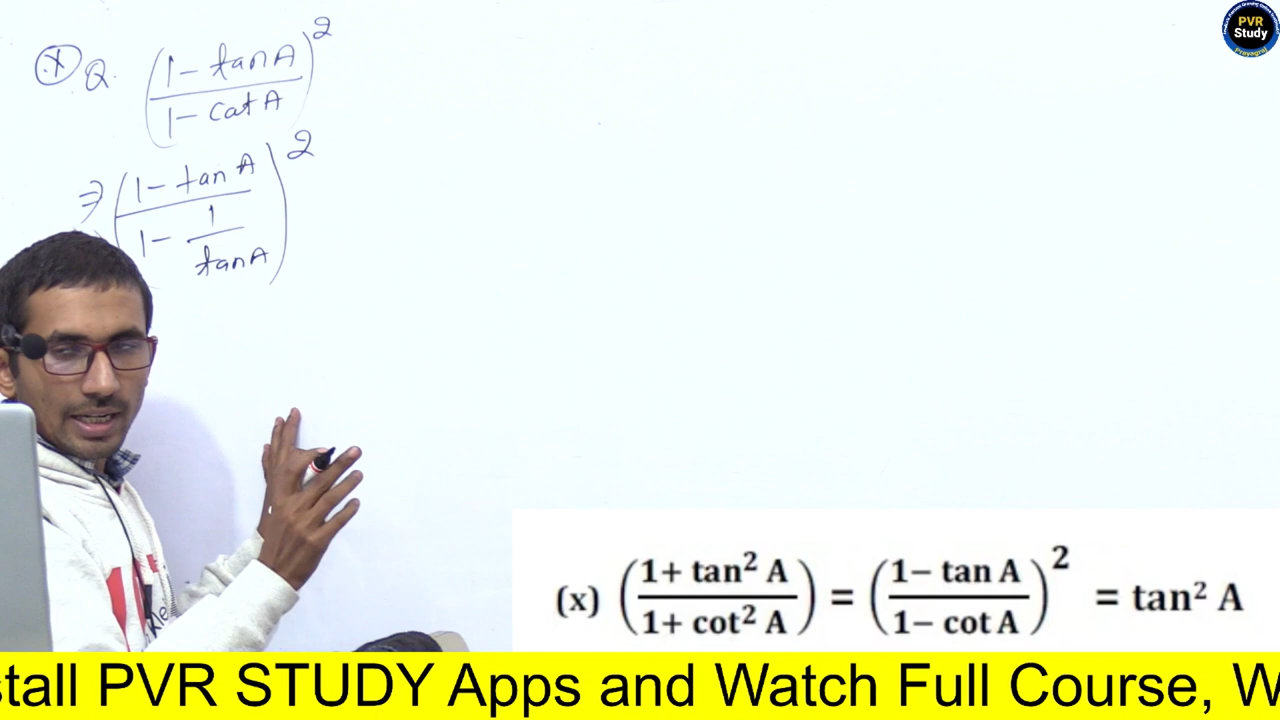 (x) Q. ((1 - tan A)/(1 - cot A))^2
⇒ ((1 - tan A)/(1 - 1/tan A))^2
PVR
Study
Prayagraj
(x) ((1+ tan² A)/(1+ cot² A)) = ((1− tan A)/(1− cot A))² = tan² A
stall PVR STUDY Apps and Watch Full Course, W